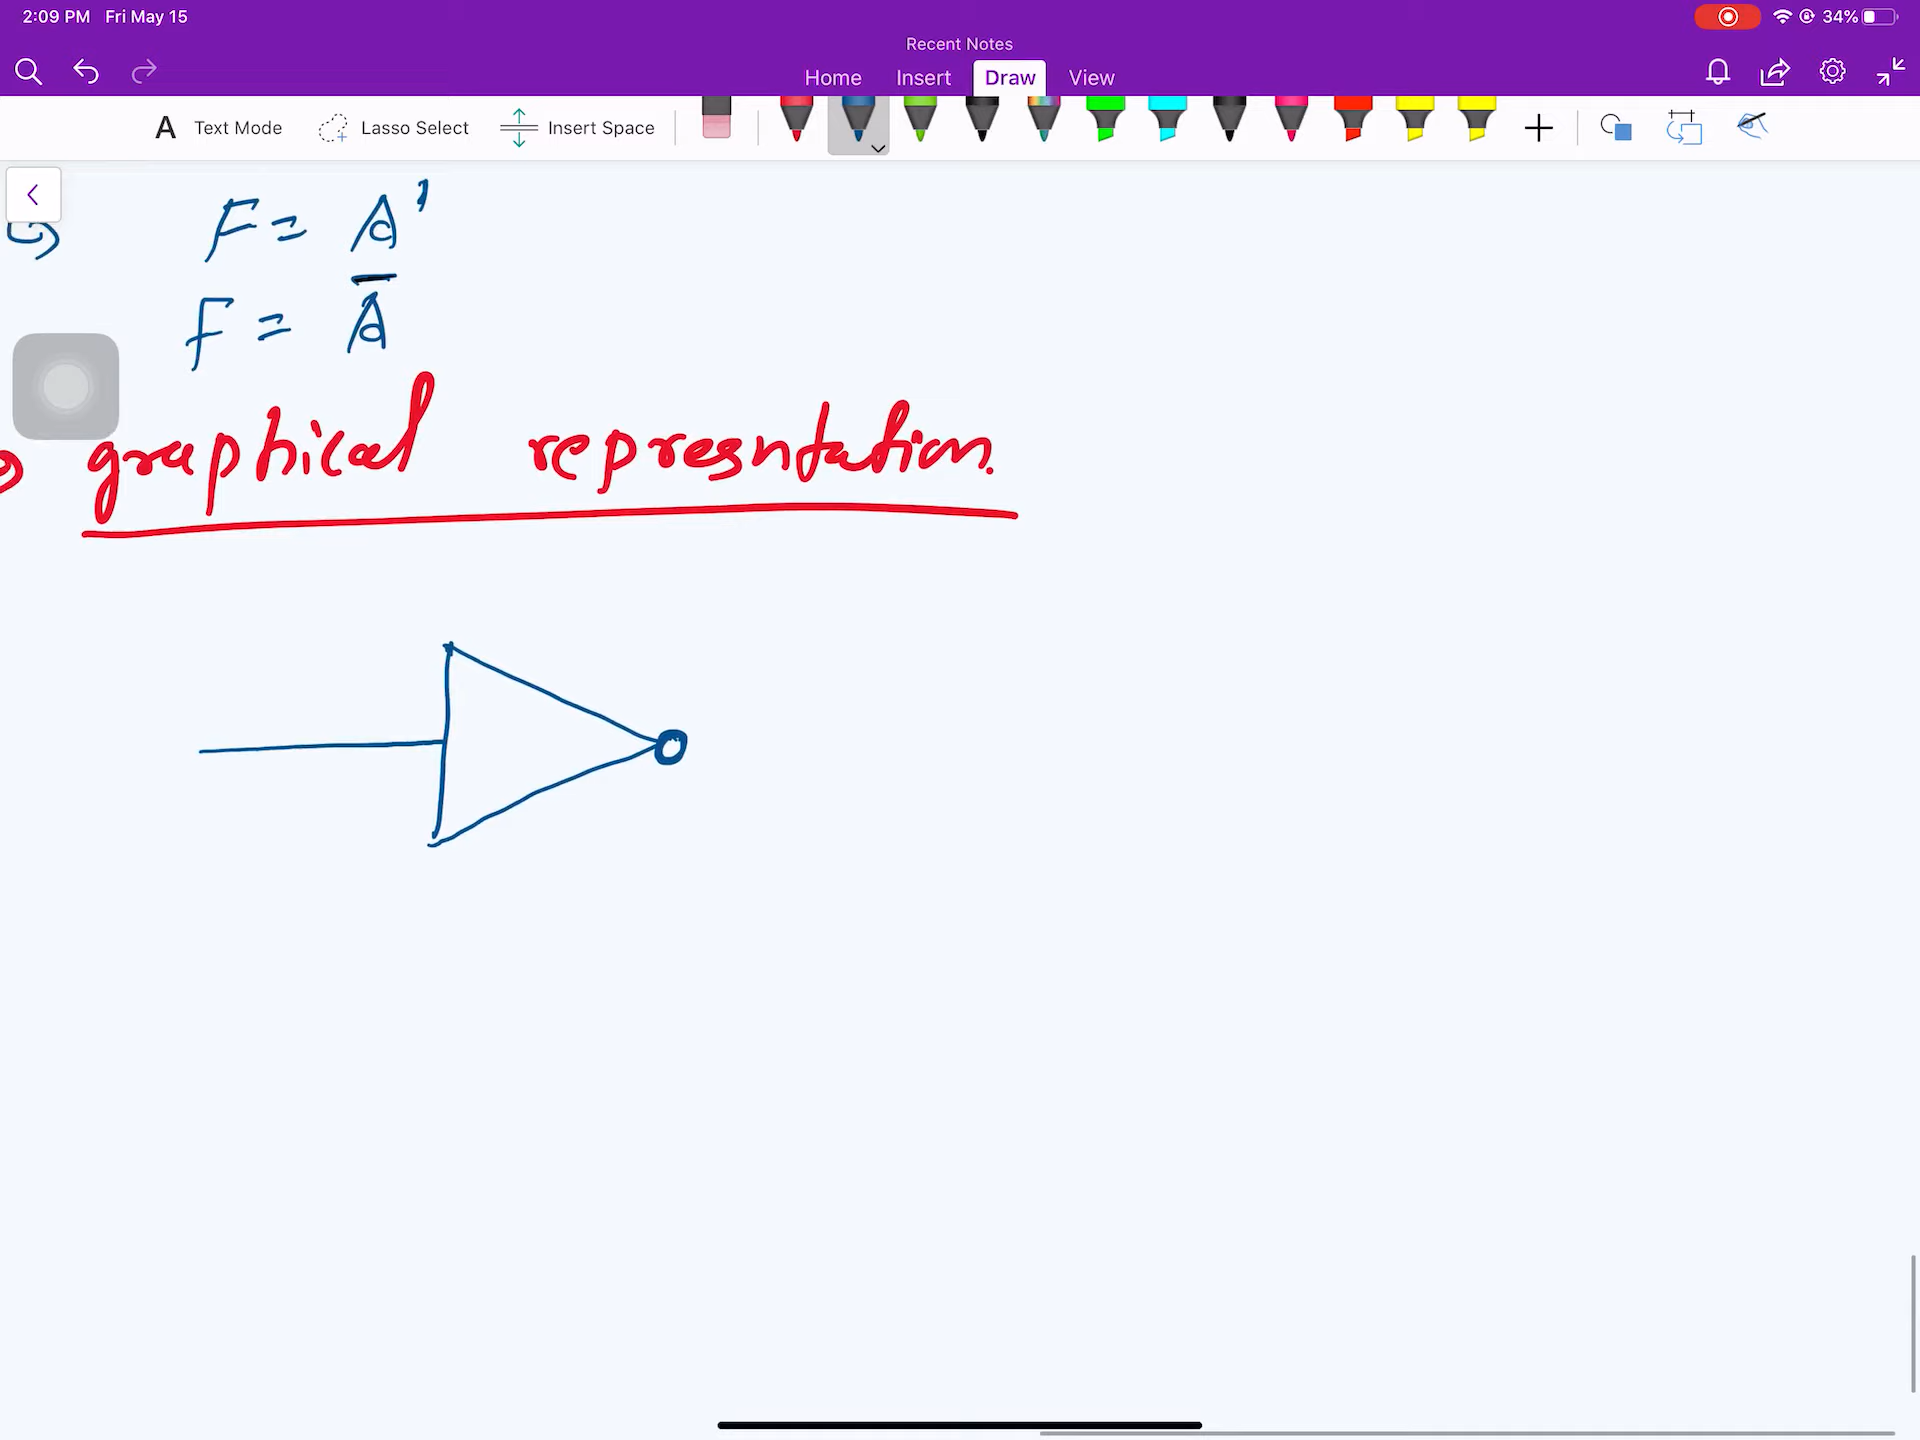 2:09 PM Fri May 15
34%
Recent Notes
Home Insert Draw View
A Text Mode Lasso Select Insert Space
F = A'
F = A̅
graphical represntation.